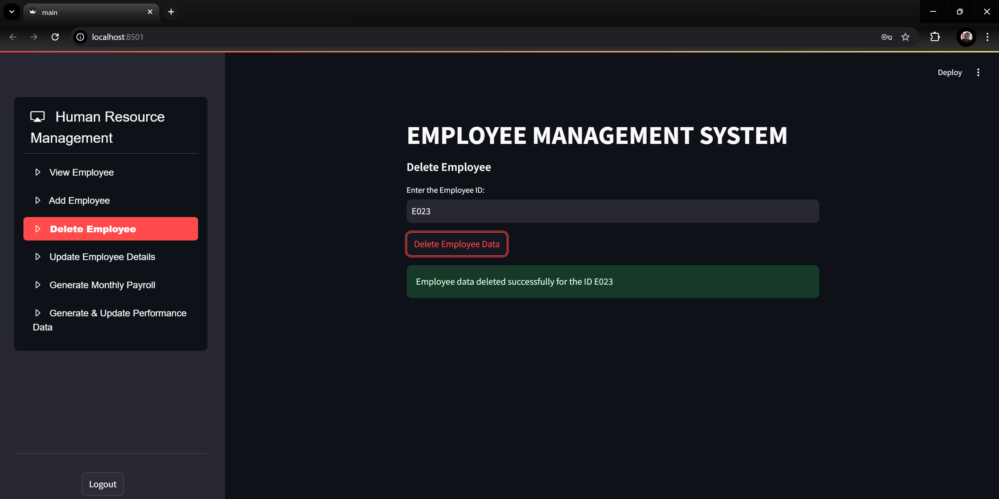 main
localhost:8501
Deploy
Human Resource
Management
View Employee
Add Employee
Delete Employee
Update Employee Details
Generate Monthly Payroll
Generate & Update Performance
Data
Logout
EMPLOYEE MANAGEMENT SYSTEM
Delete Employee
Enter the Employee ID:
E023
Delete Employee Data
Employee data deleted successfully for the ID E023